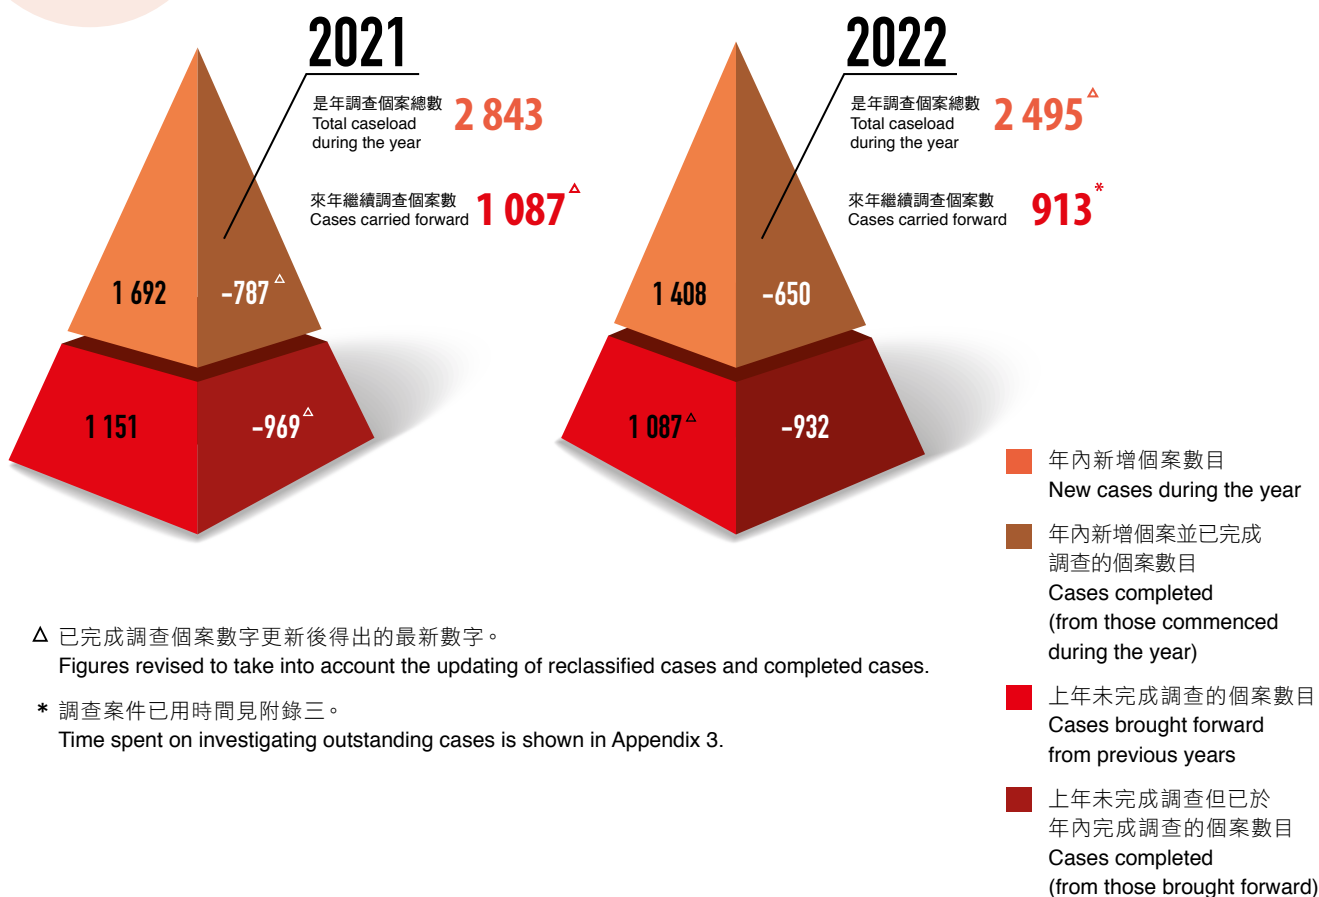 2021
是年調查個案總數
Total caseload
during the year
2 843
來年繼續調查個案數
Cases carried forward
1 087△
1 692
-787△
1 151
-969△
2022
是年調查個案總數
Total caseload
during the year
2 495△
來年繼續調查個案數
Cases carried forward
913*
1 408
-650
1 087△
-932
年內新增個案數目
New cases during the year
年內新增個案並已完成
調查的個案數目
Cases completed
(from those commenced
during the year)
上年未完成調查的個案數目
Cases brought forward
from previous years
上年未完成調查但已於
年內完成調查的個案數目
Cases completed
(from those brought forward)
△ 已完成調查個案數字更新後得出的最新數字。
Figures revised to take into account the updating of reclassified cases and completed cases.
* 調查案件已用時間見附錄三。
Time spent on investigating outstanding cases is shown in Appendix 3.